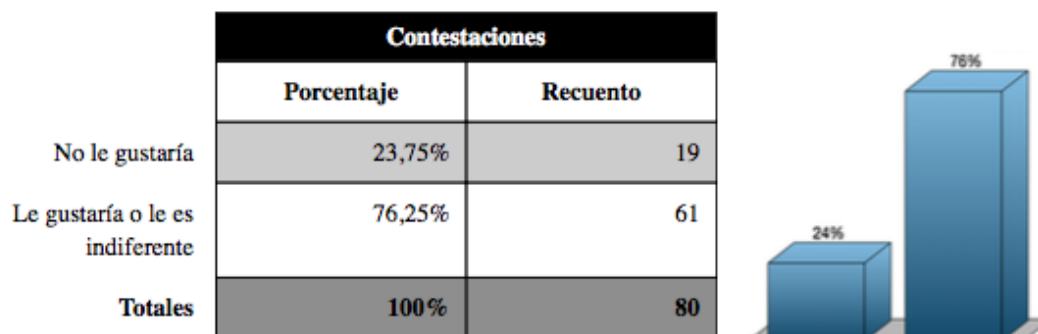 Contestaciones
Porcentaje Recuento
No le gustaría 23,75% 19
Le gustaría o le es 76,25% 61
indiferente
Totales 100% 80
76%
24%